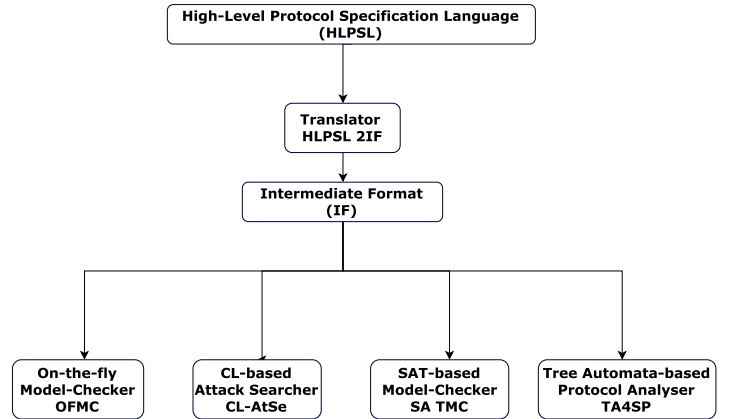 High-Level Protocol Specification Language
(HLPSL)
Translator
HLPSL 2IF
Intermediate Format
(IF)
On-the-fly
Model-Checker
OFMC
CL-based
Attack Searcher
CL-AtSe
SAT-based
Model-Checker
SA TMC
Tree Automata-based
Protocol Analyser
TA4SP